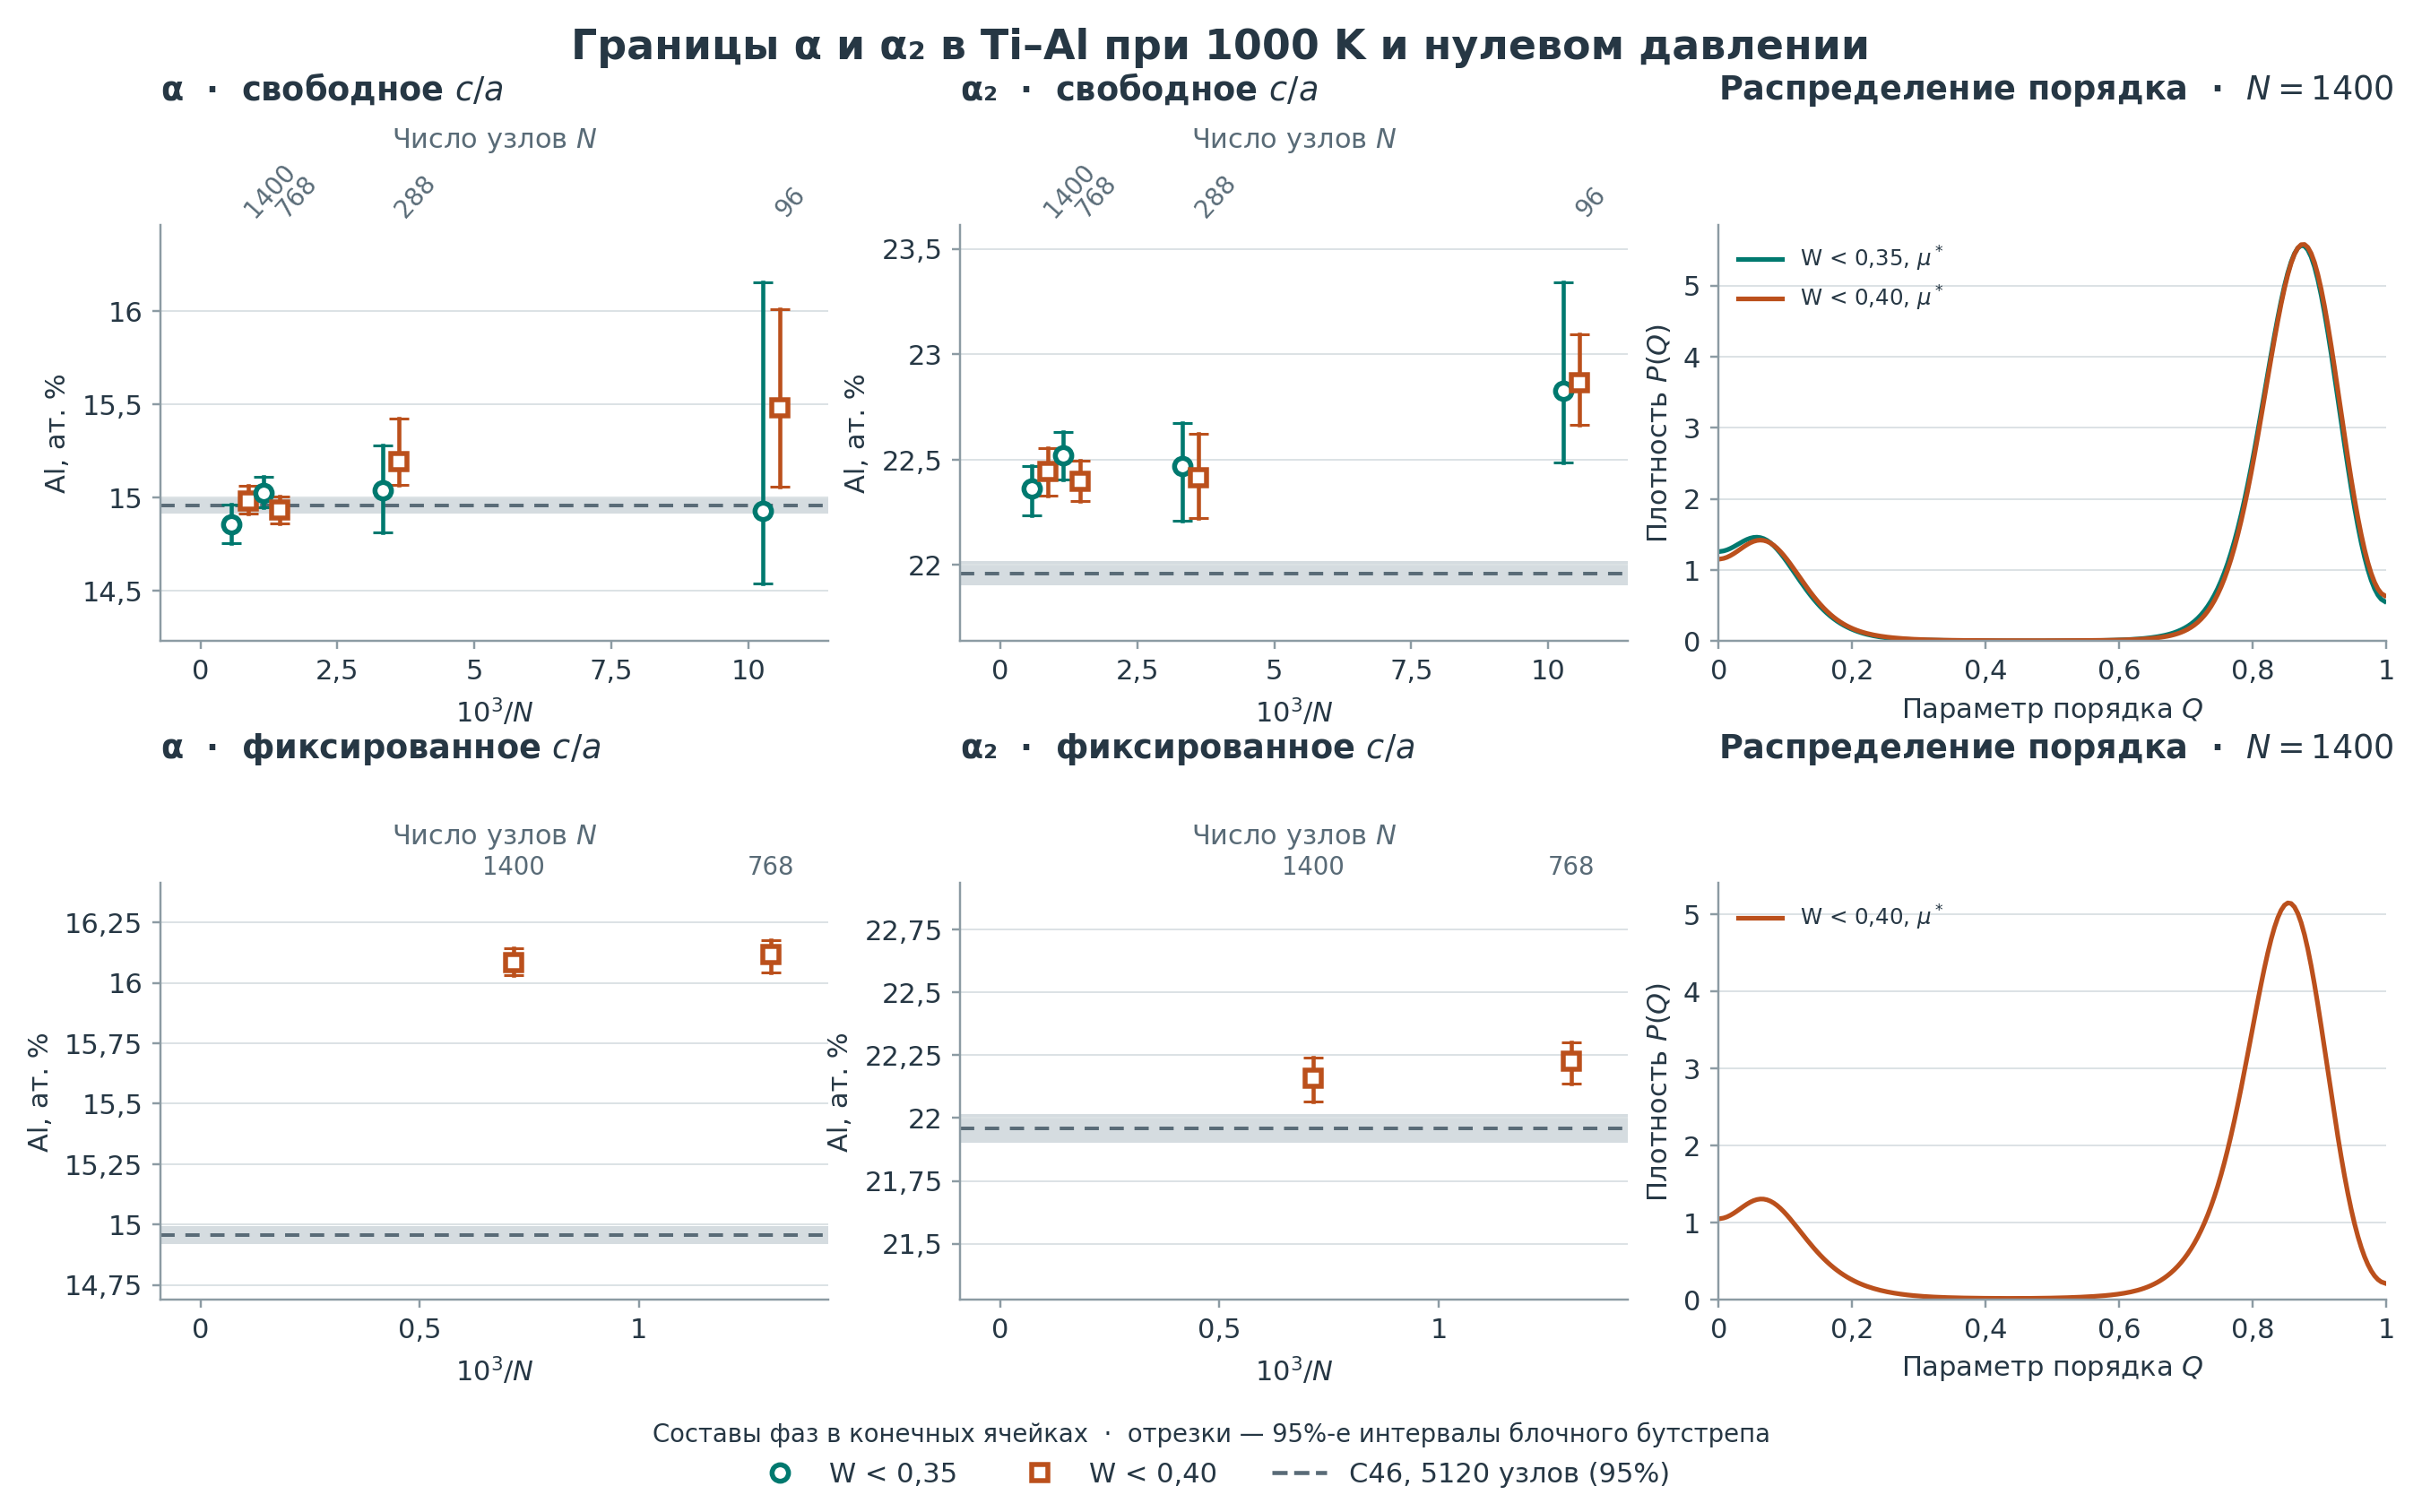 Границы α и α₂ в Ti–Al при 1000 K и нулевом давлении
α · свободное c/a
Число узлов N
1400
768
288
96
Al, ат. %
16
15,5
15
14,5
0
2,5
5
7,5
10
10³/N
α₂ · свободное c/a
Число узлов N
1400
768
288
96
Al, ат. %
23,5
23
22,5
22
0
2,5
5
7,5
10
10³/N
Распределение порядка · N = 1400
W < 0,35, μ*
W < 0,40, μ*
Плотность P(Q)
5
4
3
2
1
0
0
0,2
0,4
0,6
0,8
1
Параметр порядка Q
α · фиксированное c/a
Число узлов N
1400
768
Al, ат. %
16,25
16
15,75
15,5
15,25
15
14,75
0
0,5
1
10³/N
α₂ · фиксированное c/a
Число узлов N
1400
768
Al, ат. %
22,75
22,5
22,25
22
21,75
21,5
0
0,5
1
10³/N
Распределение порядка · N = 1400
W < 0,40, μ*
Плотность P(Q)
5
4
3
2
1
0
0
0,2
0,4
0,6
0,8
1
Параметр порядка Q
Составы фаз в конечных ячейках · отрезки — 95%-е интервалы блочного бутстрепа
W < 0,35
W < 0,40
C46, 5120 узлов (95%)